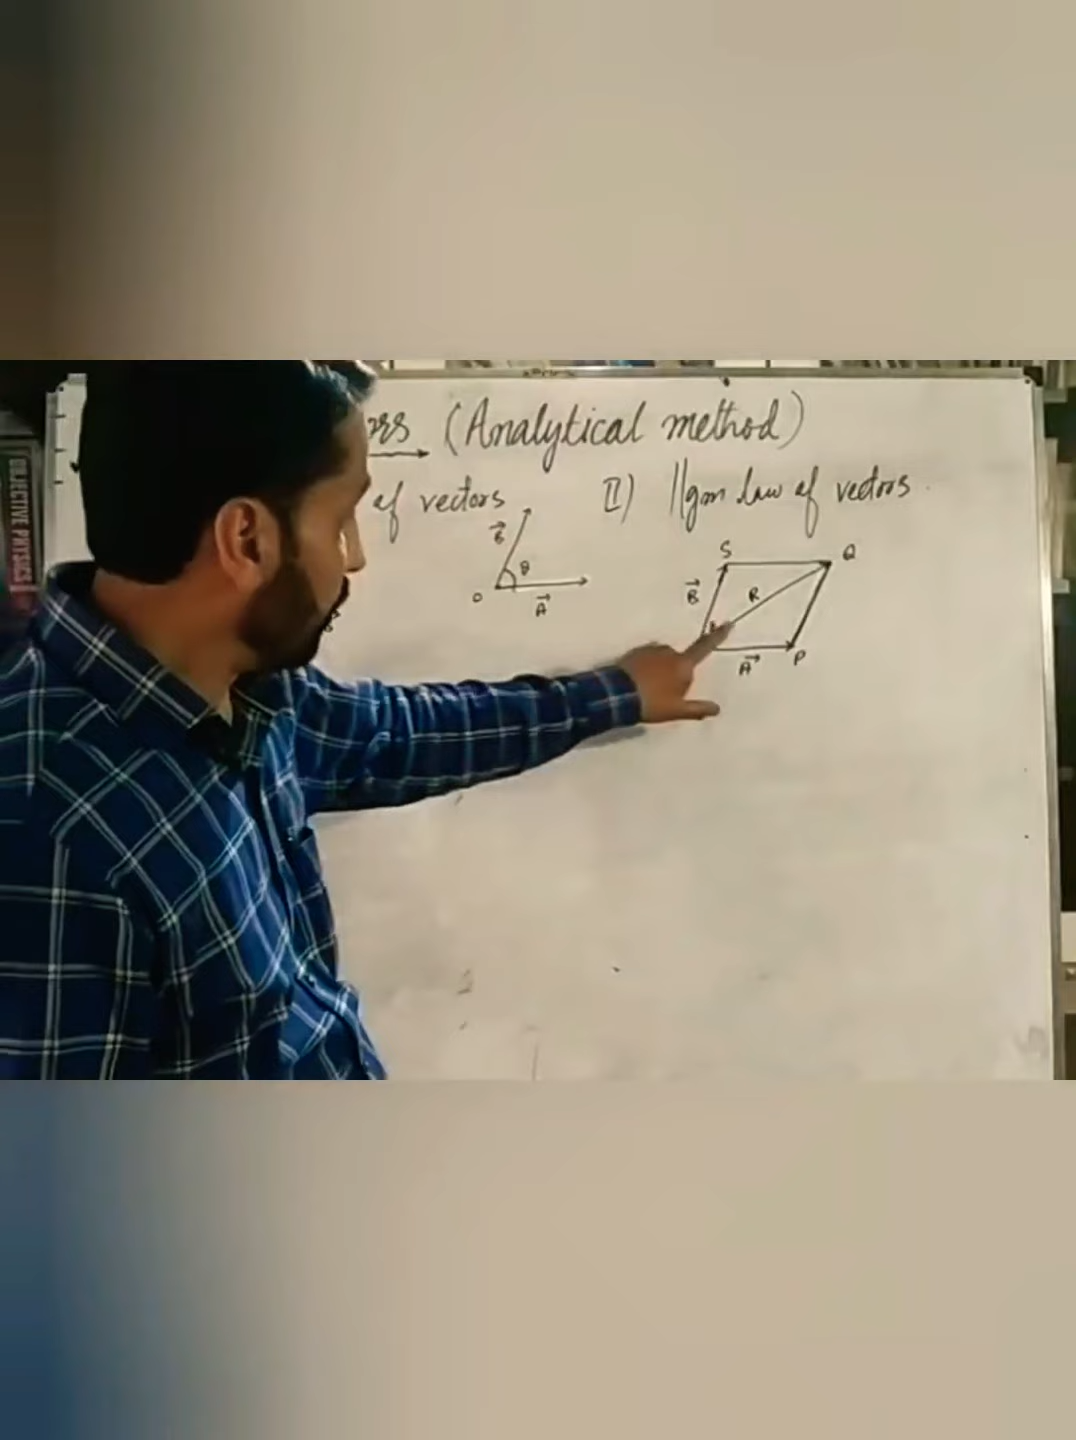 (Analytical method)
of vectors
II) ||gm law of vectors.
B
θ
O
A
S
Q
B
R
A
P
OBJECTIVE PHYSICS